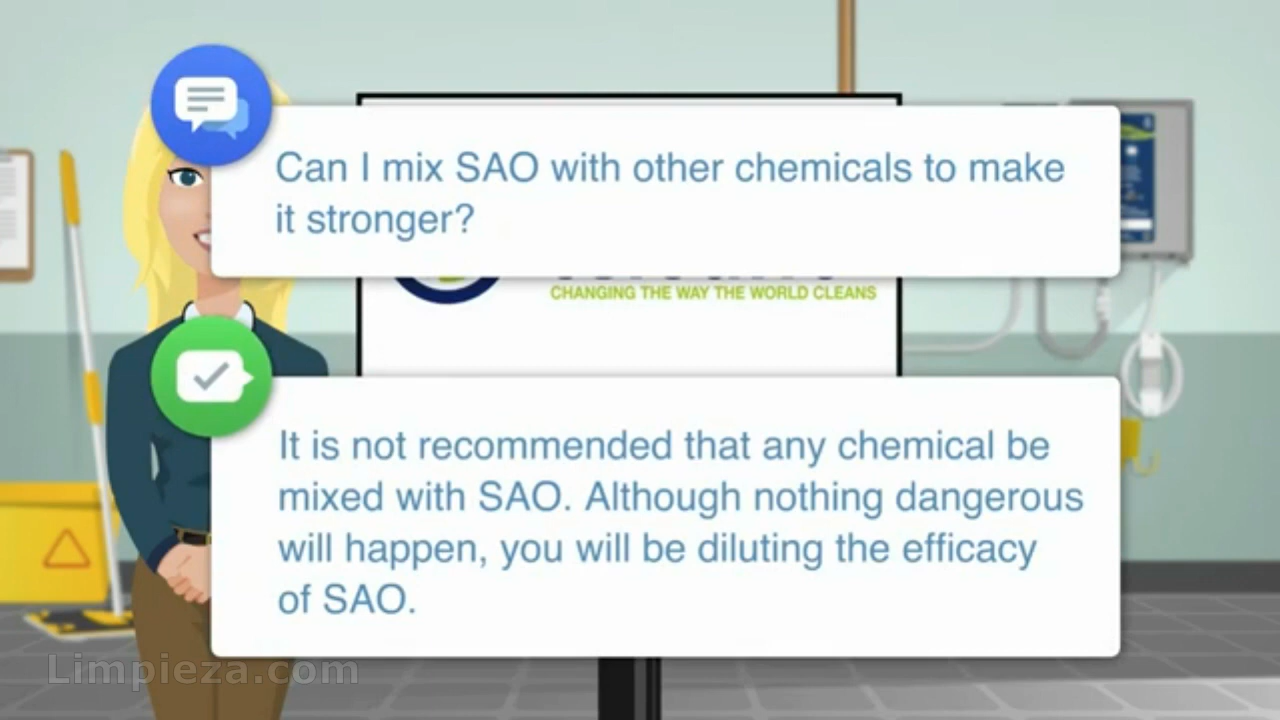 Can I mix SAO with other chemicals to make
it stronger?
CHANGING THE WAY THE WORLD CLEANS
It is not recommended that any chemical be
mixed with SAO. Although nothing dangerous
will happen, you will be diluting the efficacy
of SAO.
Limpieza.com